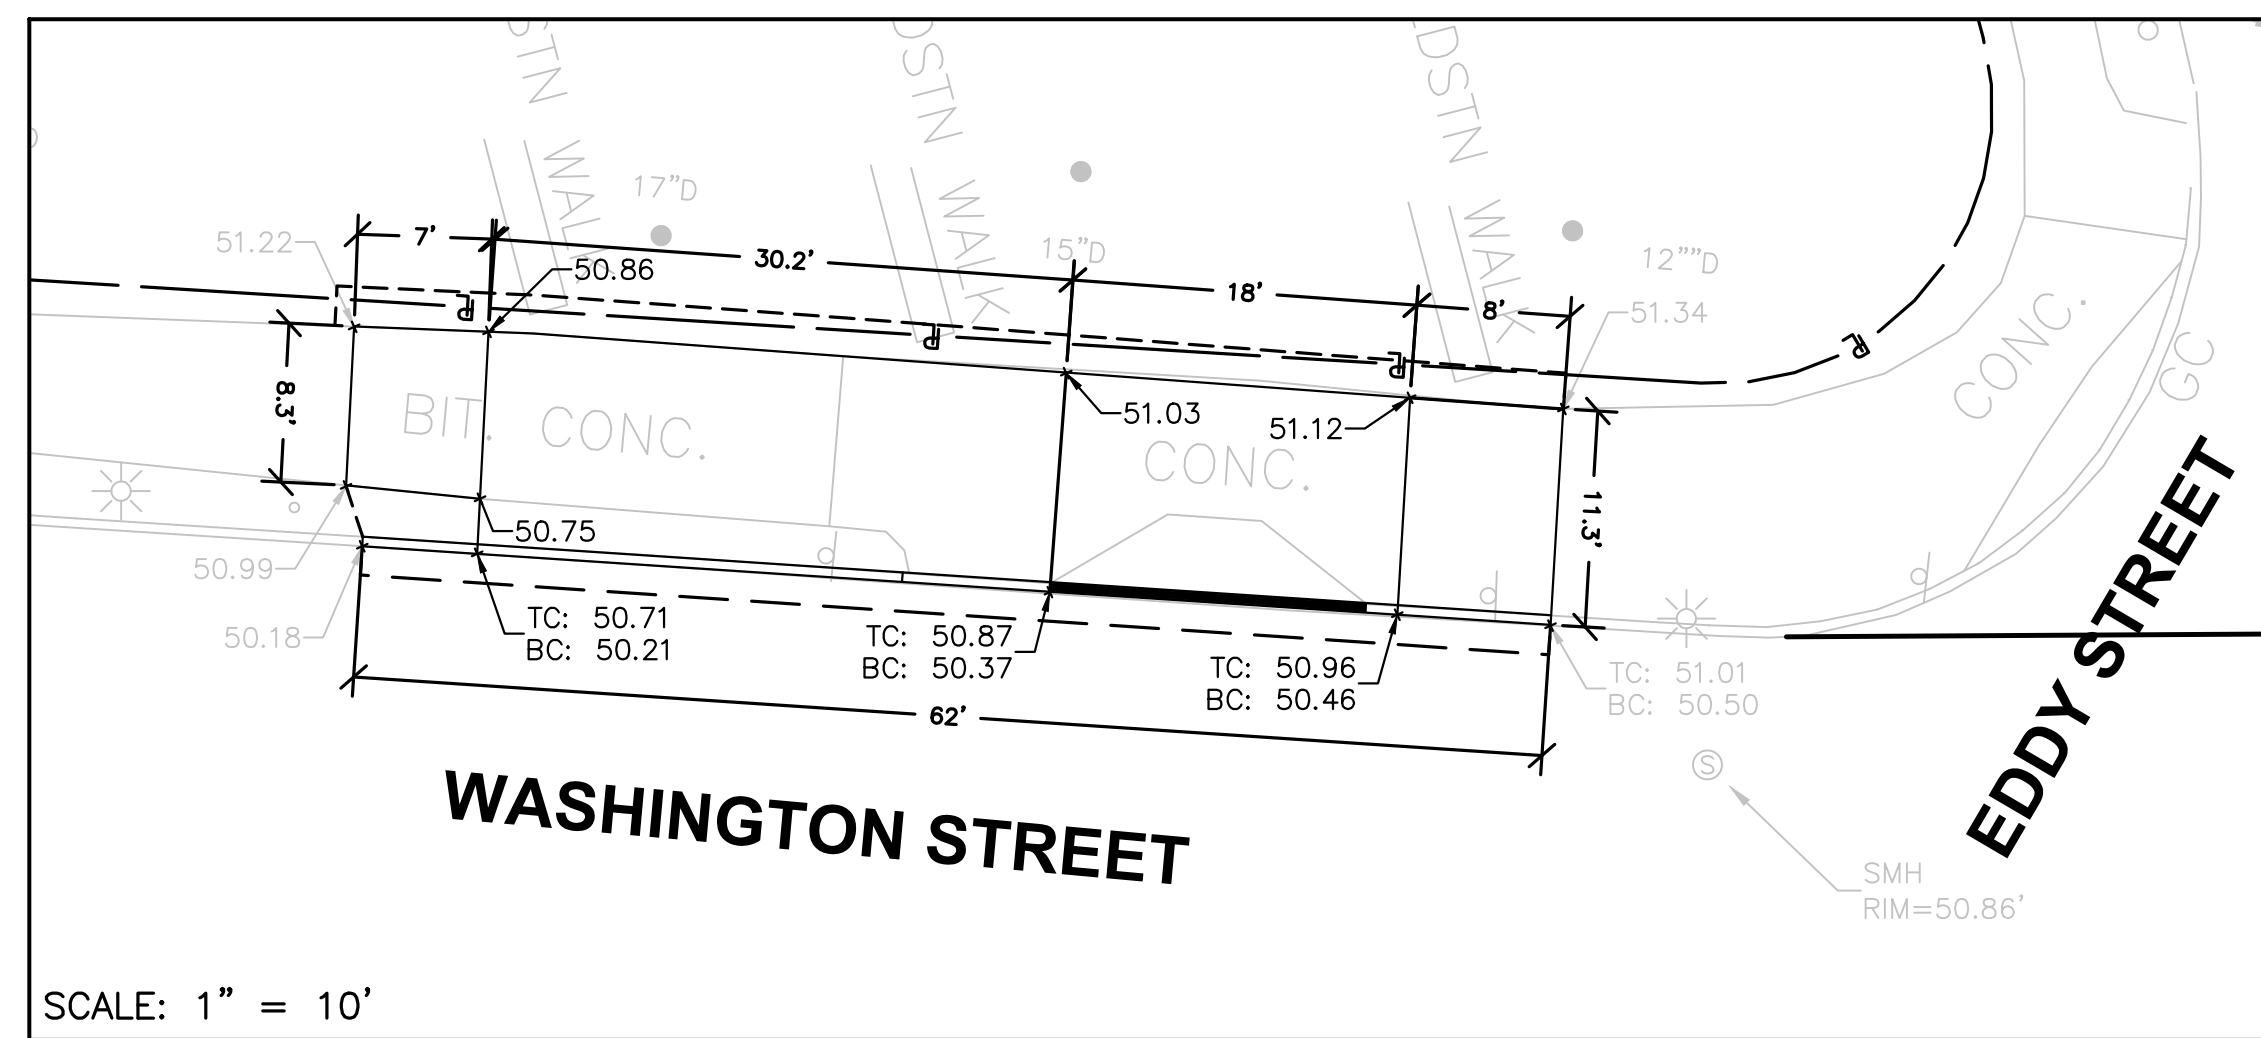 DSTN WALK
DSTN WALK
DSTN WALK
17"D
15"D
12""D
51.22
7'
30.2'
50.86
18'
8'
51.34
8.3'
BIT. CONC.
51.03
51.12
CONC.
CONC.
GC
11.3'
50.99
50.75
50.18
TC: 50.71
BC: 50.21
TC: 50.87
BC: 50.37
TC: 50.96
BC: 50.46
TC: 51.01
BC: 50.50
62'
WASHINGTON STREET
EDDY STREET
S
SMH
RIM=50.86'
SCALE: 1" = 10'